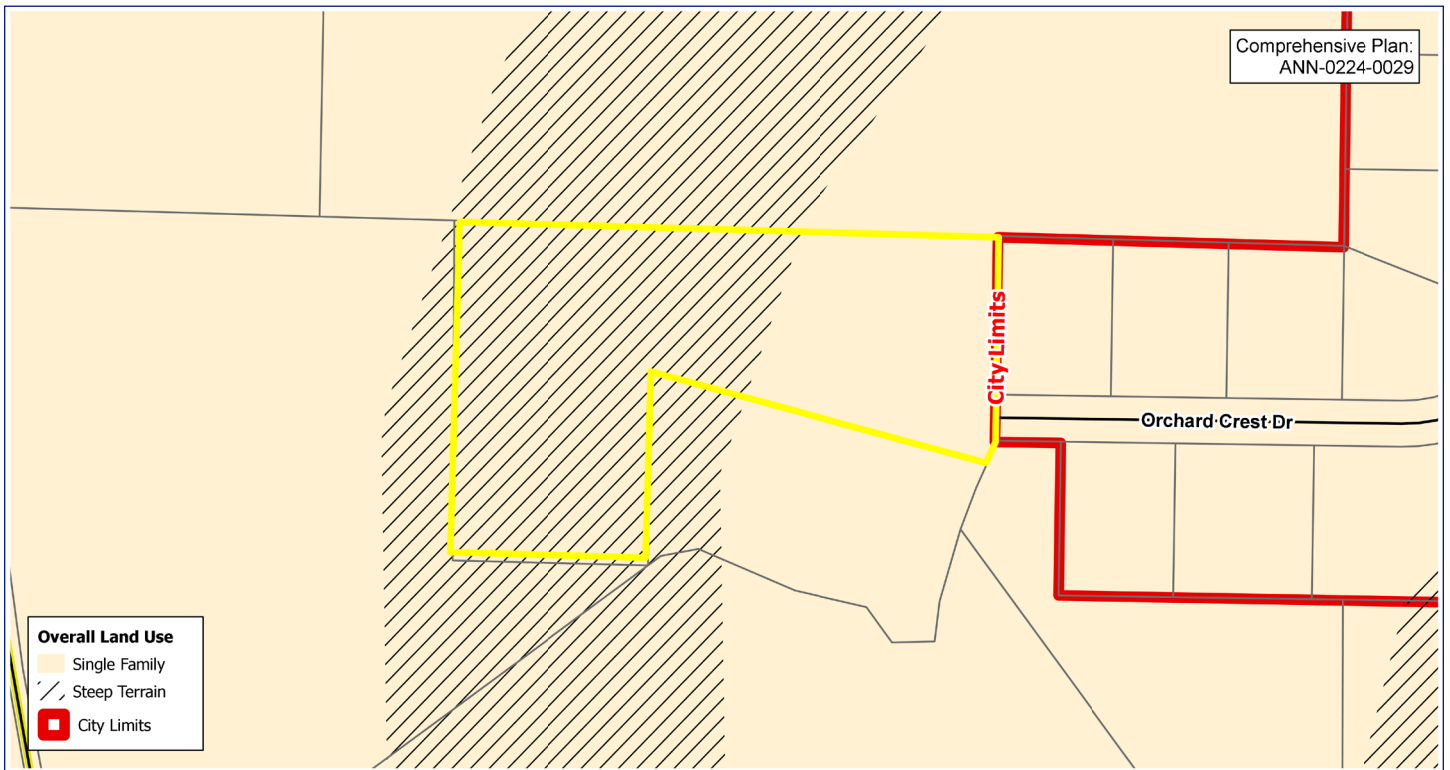 Comprehensive Plan:
ANN-0224-0029
City Limits
Orchard Crest Dr
Overall Land Use
Single Family
Steep Terrain
City Limits